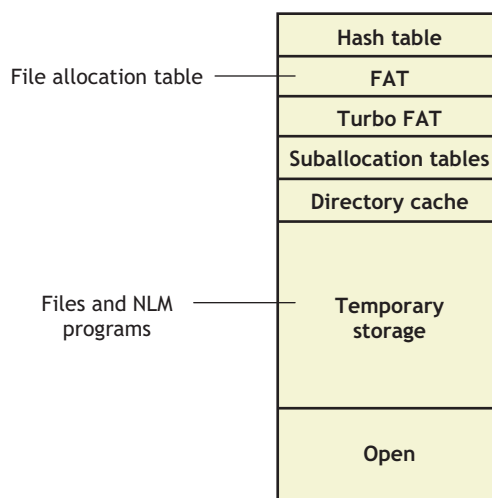 Hash table
File allocation table
FAT
Turbo FAT
Suballocation tables
Directory cache
Files and NLM
programs
Temporary
storage
Open